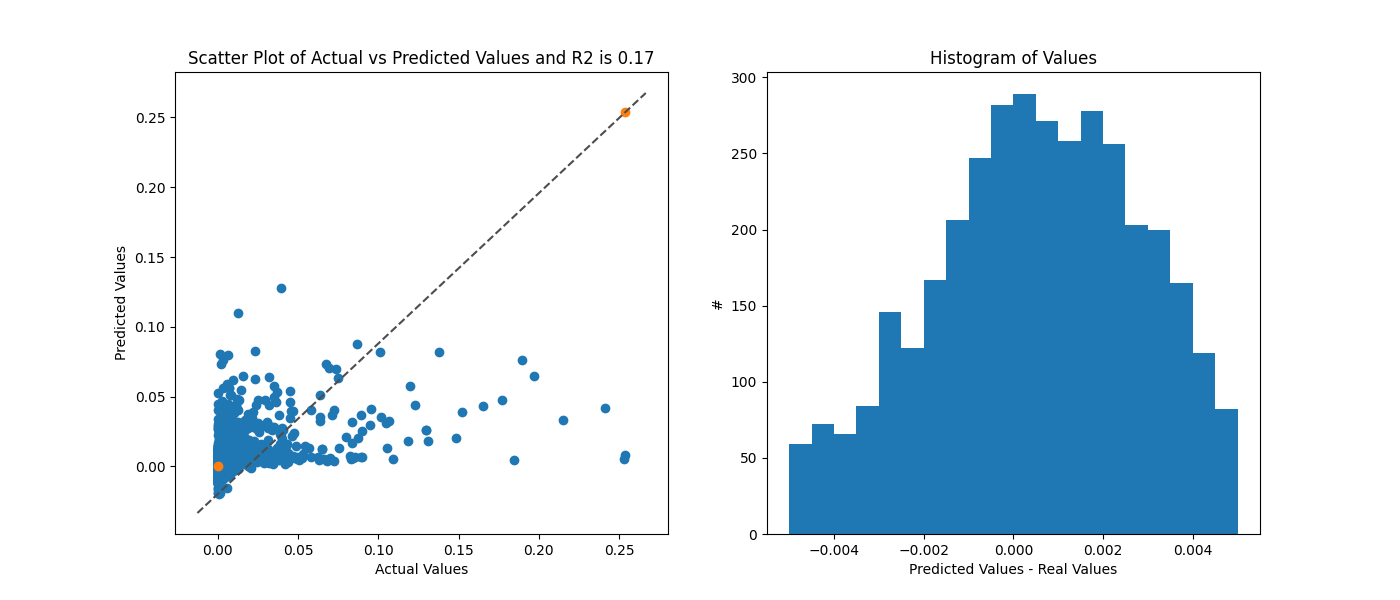 Scatter Plot of Actual vs Predicted Values and R2 is 0.17
0.25
0.20
0.15
0.10
0.05
0.00
Predicted Values
0.00 0.05 0.10 0.15 0.20 0.25
Actual Values
Histogram of Values
300
250
200
150
100
50
0
#
−0.004 −0.002 0.000 0.002 0.004
Predicted Values - Real Values